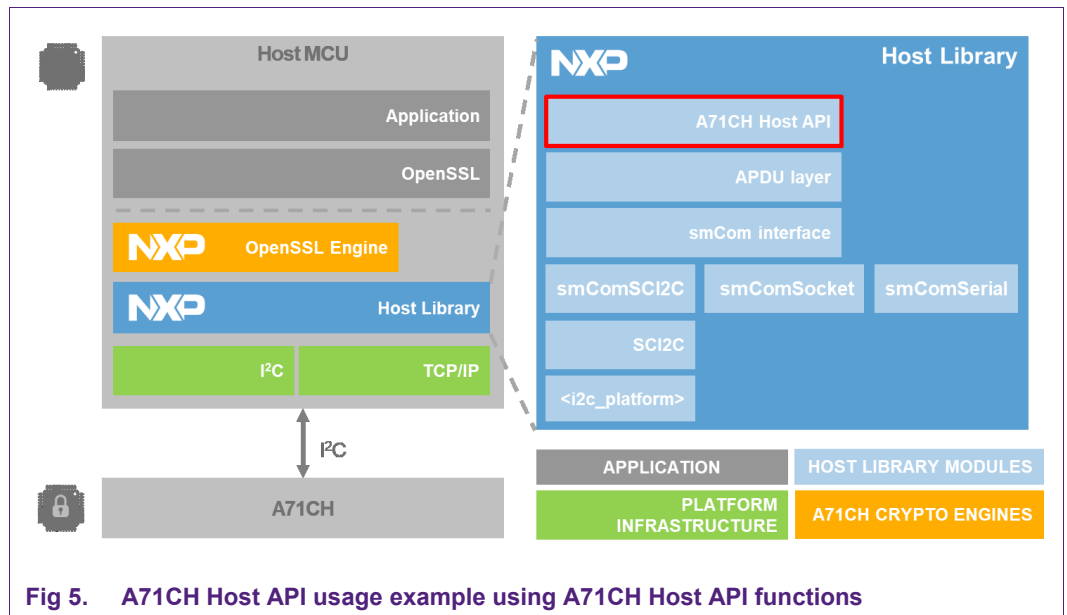 Host MCU
Application
OpenSSL
NXP OpenSSL Engine
NXP Host Library
I²C
TCP/IP
I²C
A71CH
NXP Host Library
A71CH Host API
APDU layer
smCom interface
smComSCI2C
smComSocket
smComSerial
SCI2C
<i2c_platform>
APPLICATION
HOST LIBRARY MODULES
PLATFORM
INFRASTRUCTURE
A71CH CRYPTO ENGINES
Fig 5. A71CH Host API usage example using A71CH Host API functions